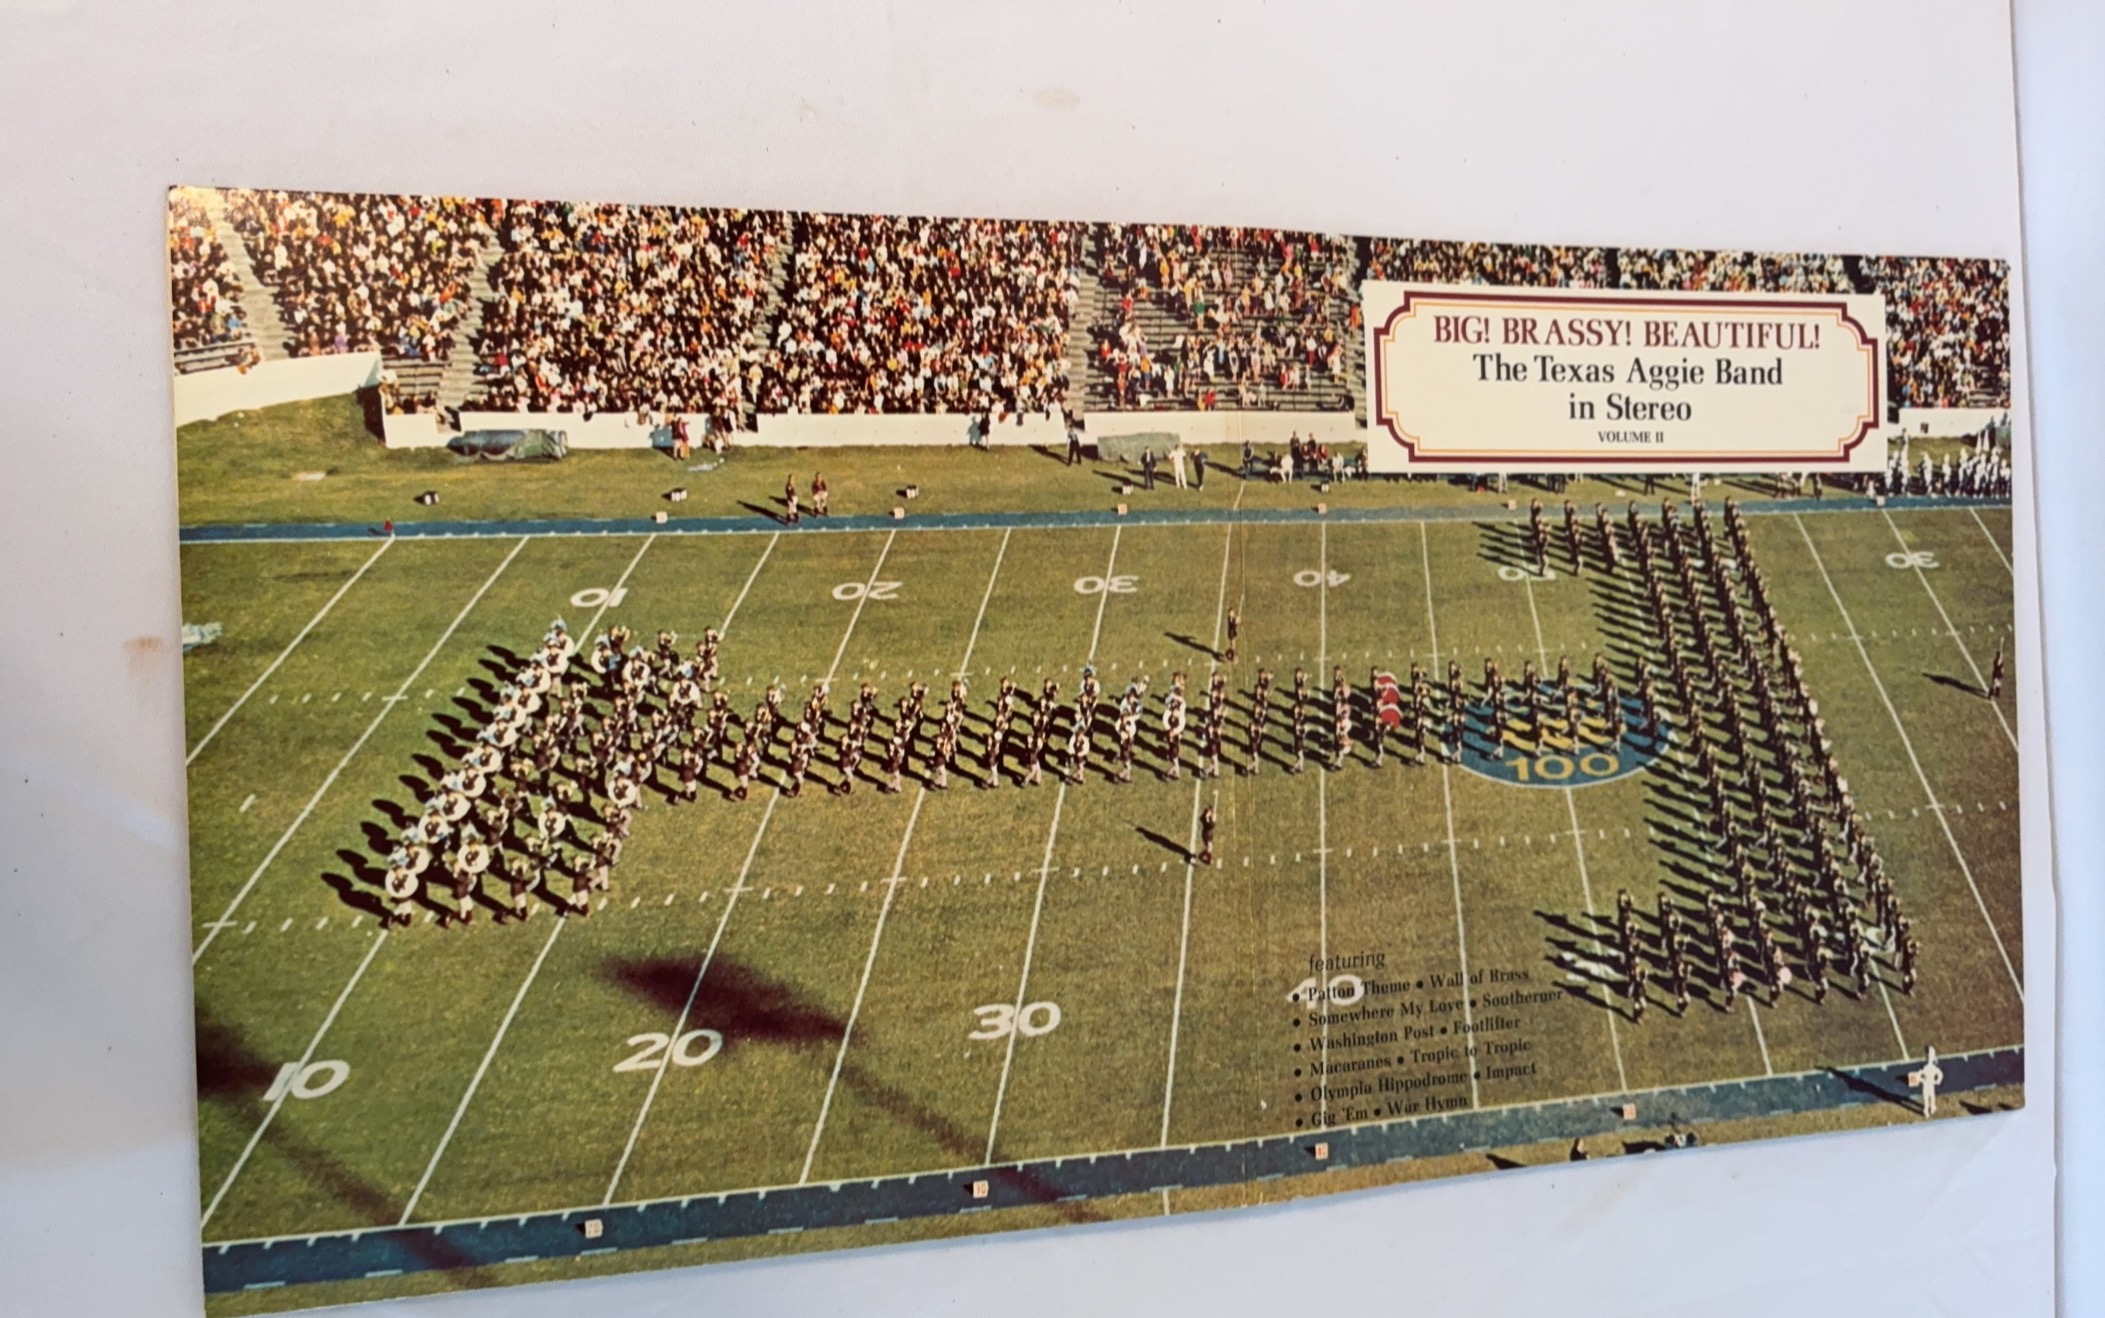 BIG! BRASSY! BEAUTIFUL!
The Texas Aggie Band
in Stereo
VOLUME II
10 20 30 40 50 30
100
featuring
• Patton Theme • Wall of Brass
• Somewhere My Love • Southerner
• Washington Post • Footlifter
• Macaranes • Tropic to Tropic
• Olympia Hippodrome • Impact
• Gig 'Em • War Hymn
10 20 30 40